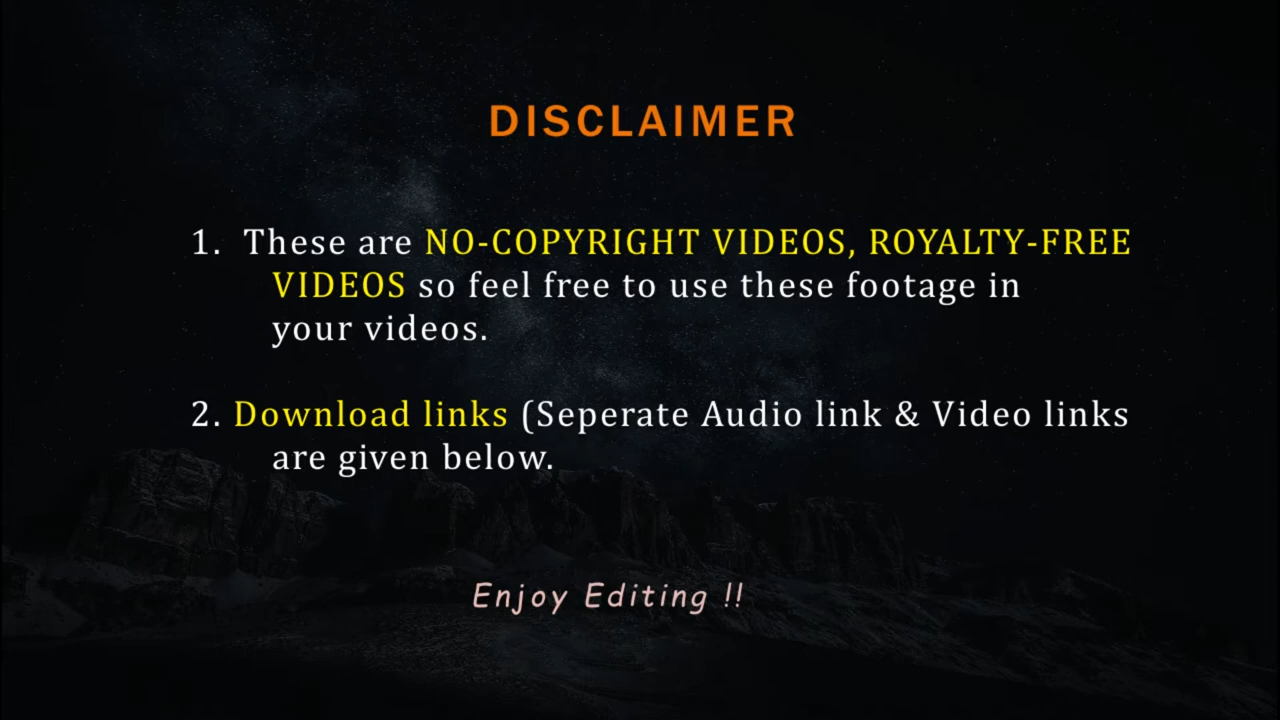 DISCLAIMER
1. These are NO-COPYRIGHT VIDEOS, ROYALTY-FREE
VIDEOS so feel free to use these footage in
your videos.
2. Download links (Seperate Audio link & Video links
are given below.
Enjoy Editing !!